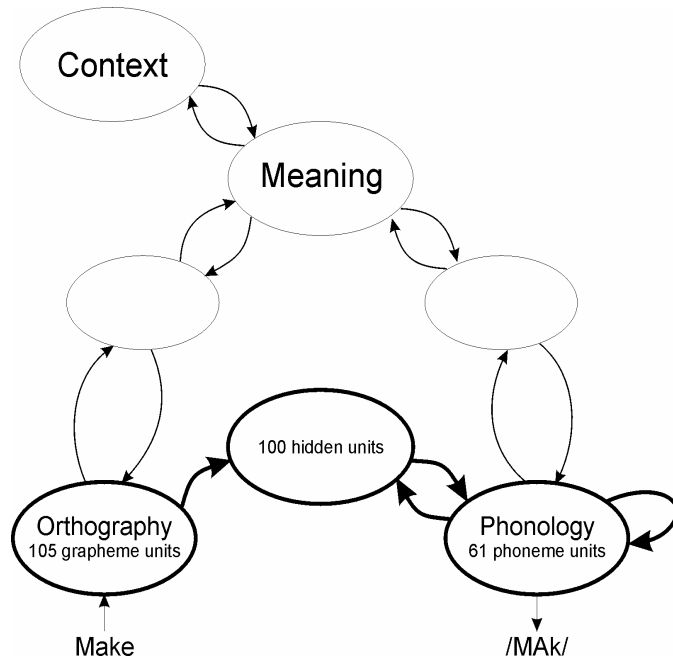 Context
Meaning
100 hidden units
Orthography
105 grapheme units
Phonology
61 phoneme units
Make
/MAk/